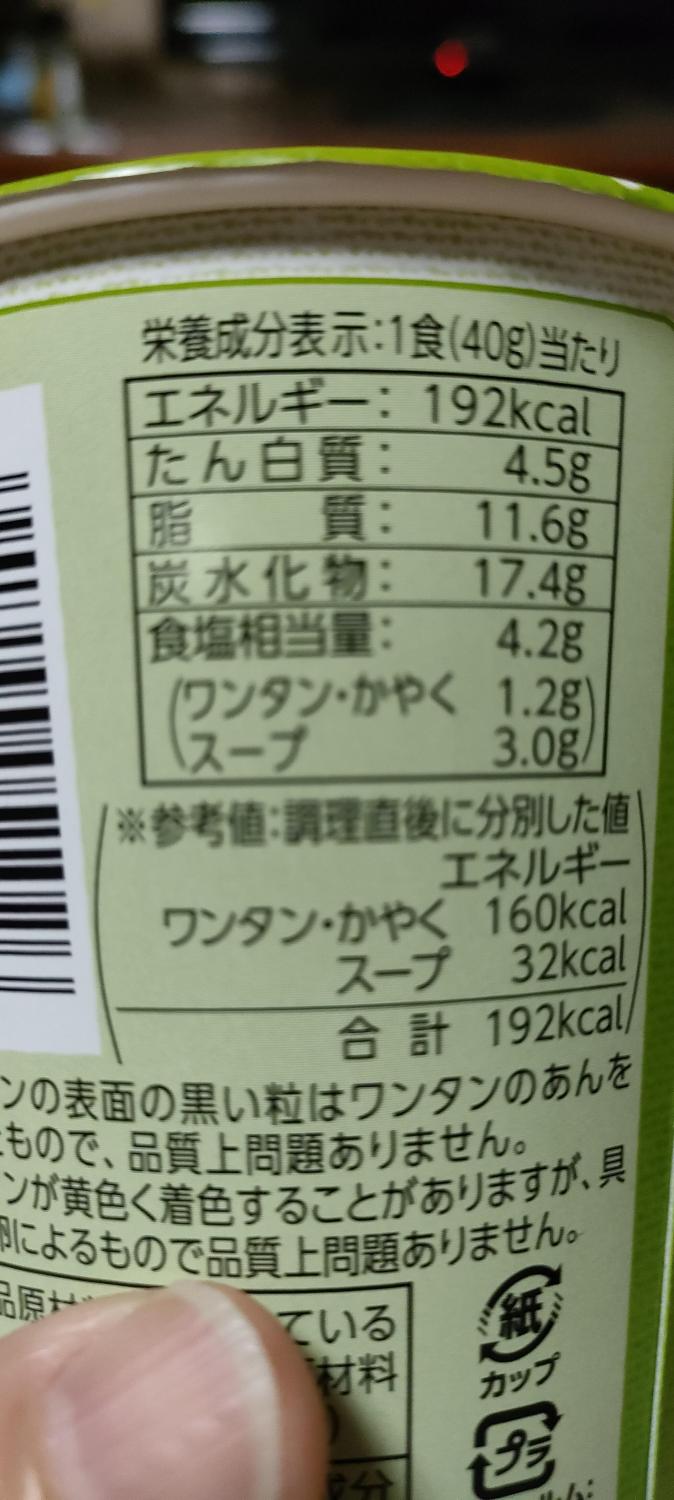 栄養成分表示:1食(40g)当たり
エネルギー: 192kcal
たん白質: 4.5g
脂質: 11.6g
炭水化物: 17.4g
食塩相当量: 4.2g
(ワンタン・かやく 1.2g
スープ 3.0g)
(※参考値:調理直後に分別した値
エネルギー
ワンタン・かやく 160kcal
スープ 32kcal
合計 192kcal)
ンの表面の黒い粒はワンタンのあんを
もので、品質上問題ありません。
ンが黄色く着色することがありますが、具
卵によるもので品質上問題ありません。
品原材
ている
材料
成分
紙
カップ
プラ